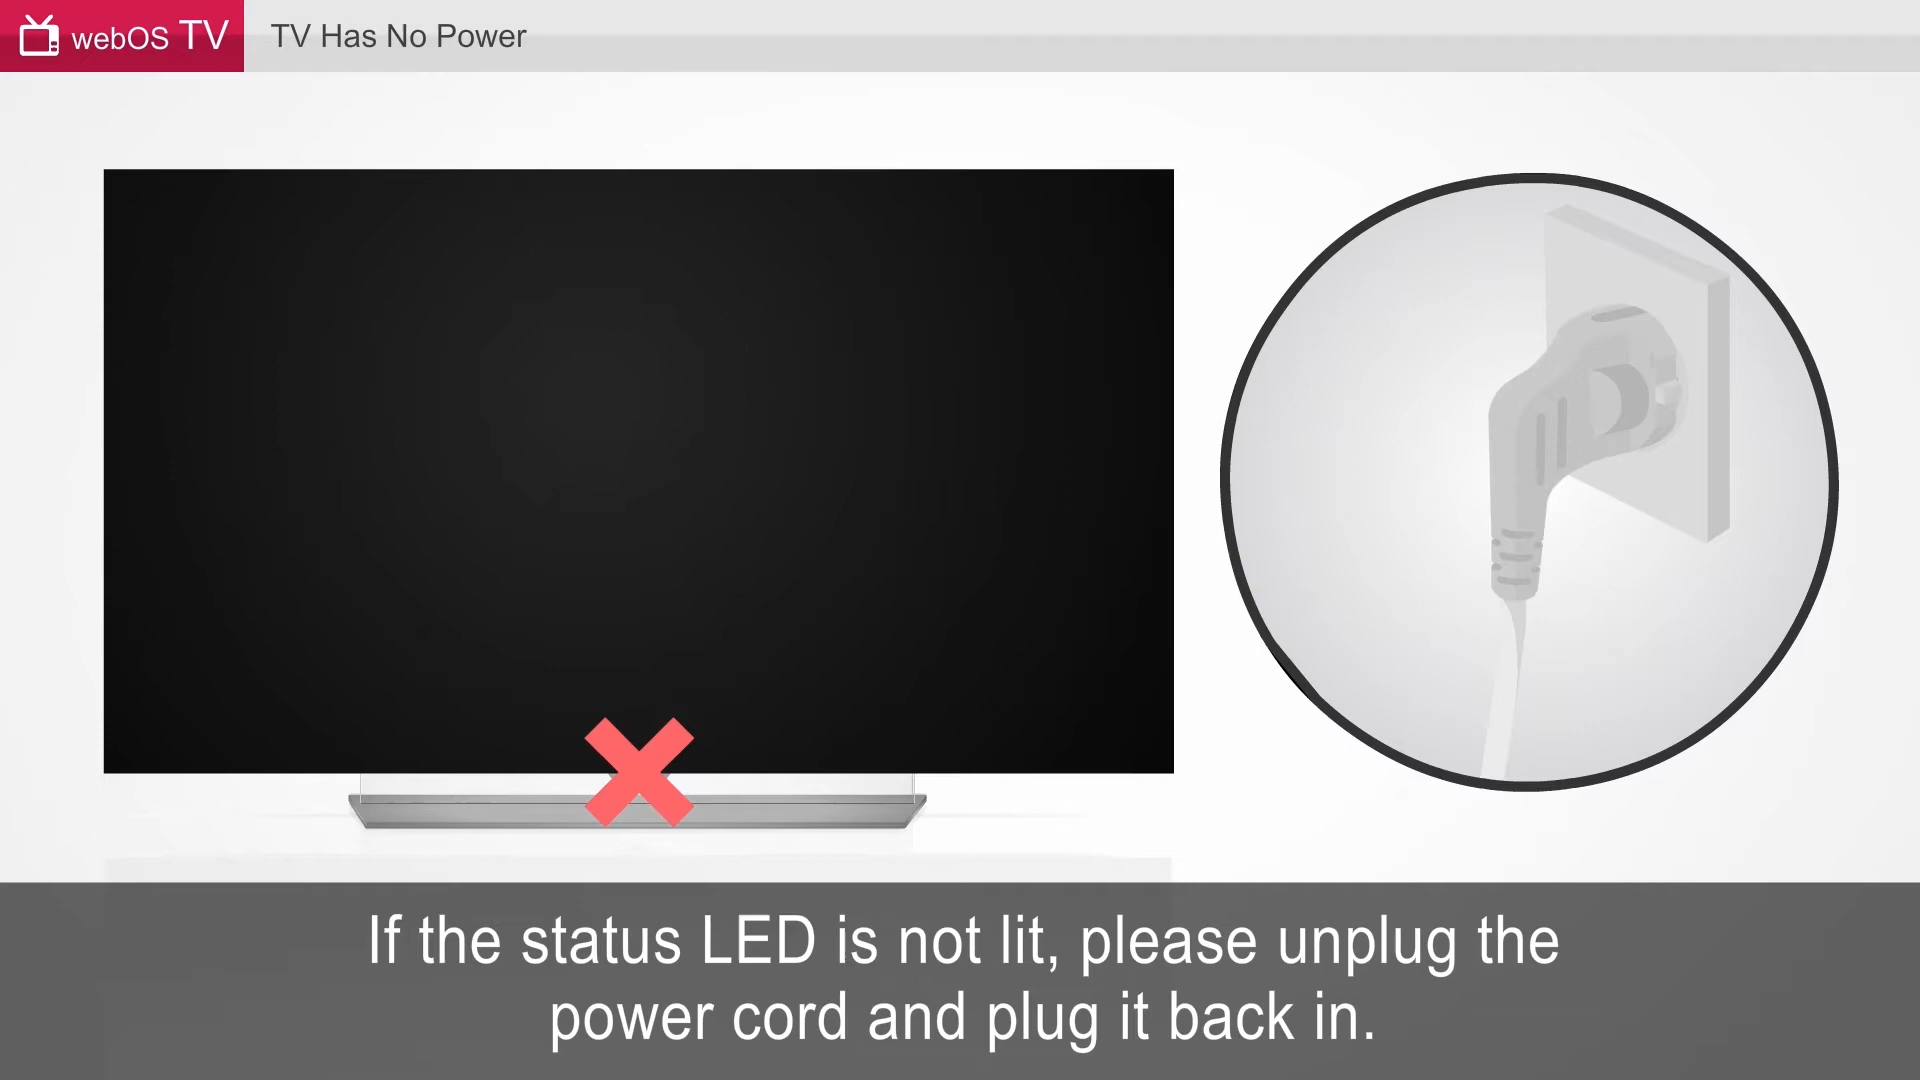 webOS TV
TV Has No Power
If the status LED is not lit, please unplug the
power cord and plug it back in.